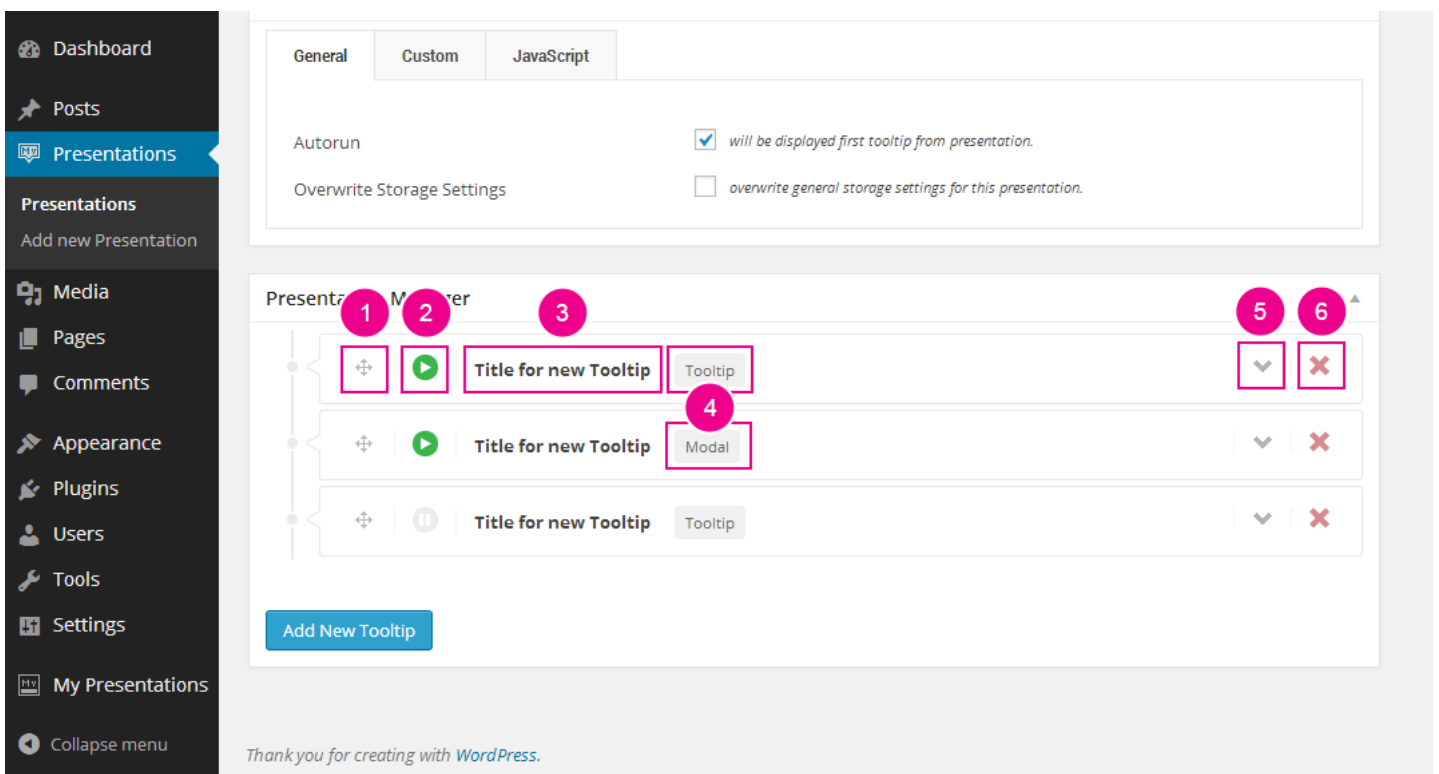 Dashboard
Posts
Presentations
Presentations
Add new Presentation
Media
Pages
Comments
Appearance
Plugins
Users
Tools
Settings
My Presentations
Collapse menu
General Custom JavaScript
Autorun will be displayed first tooltip from presentation.
Overwrite Storage Settings overwrite general storage settings for this presentation.
1 2 3 5 6
Title for new Tooltip Tooltip
4
Title for new Tooltip Modal
Title for new Tooltip Tooltip
Add New Tooltip
Thank you for creating with WordPress.